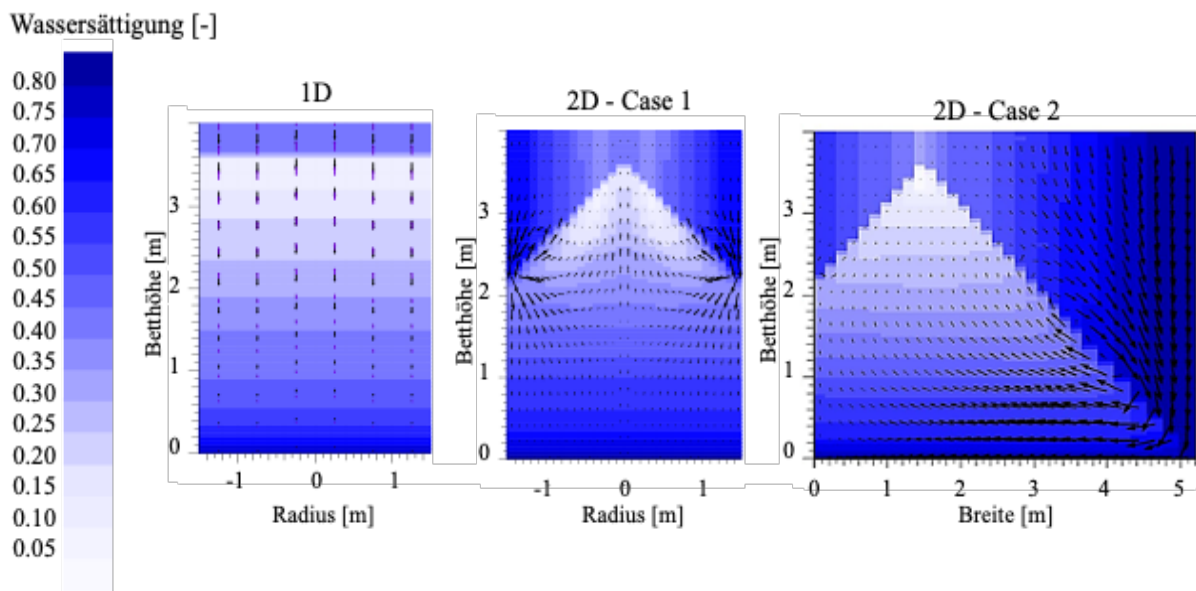 Wassersättigung [-]
0.80
0.75
0.70
0.65
0.60
0.55
0.50
0.45
0.40
0.35
0.30
0.25
0.20
0.15
0.10
0.05
1D
Betthöhe [m]
3
2
1
0
-1 0 1
Radius [m]
2D - Case 1
Betthöhe [m]
3
2
1
0
-1 0 1
Radius [m]
2D - Case 2
Betthöhe [m]
3
2
1
0
0 1 2 3 4 5
Breite [m]